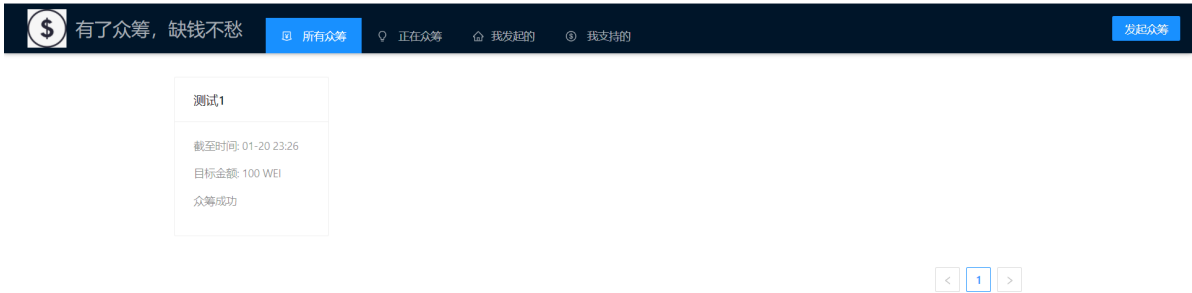 $ 有了众筹，缺钱不愁 所有众筹 正在众筹 我发起的 我支持的 发起众筹
测试1
截至时间: 01-20 23:26
目标金额: 100 WEI
众筹成功
< 1 >